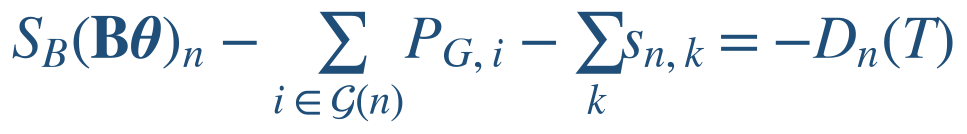 S_B(𝐁𝜽)_n − ∑_{i ∈ 𝒢(n)} P_{G, i} − ∑_k s_{n, k} = −D_n(T)